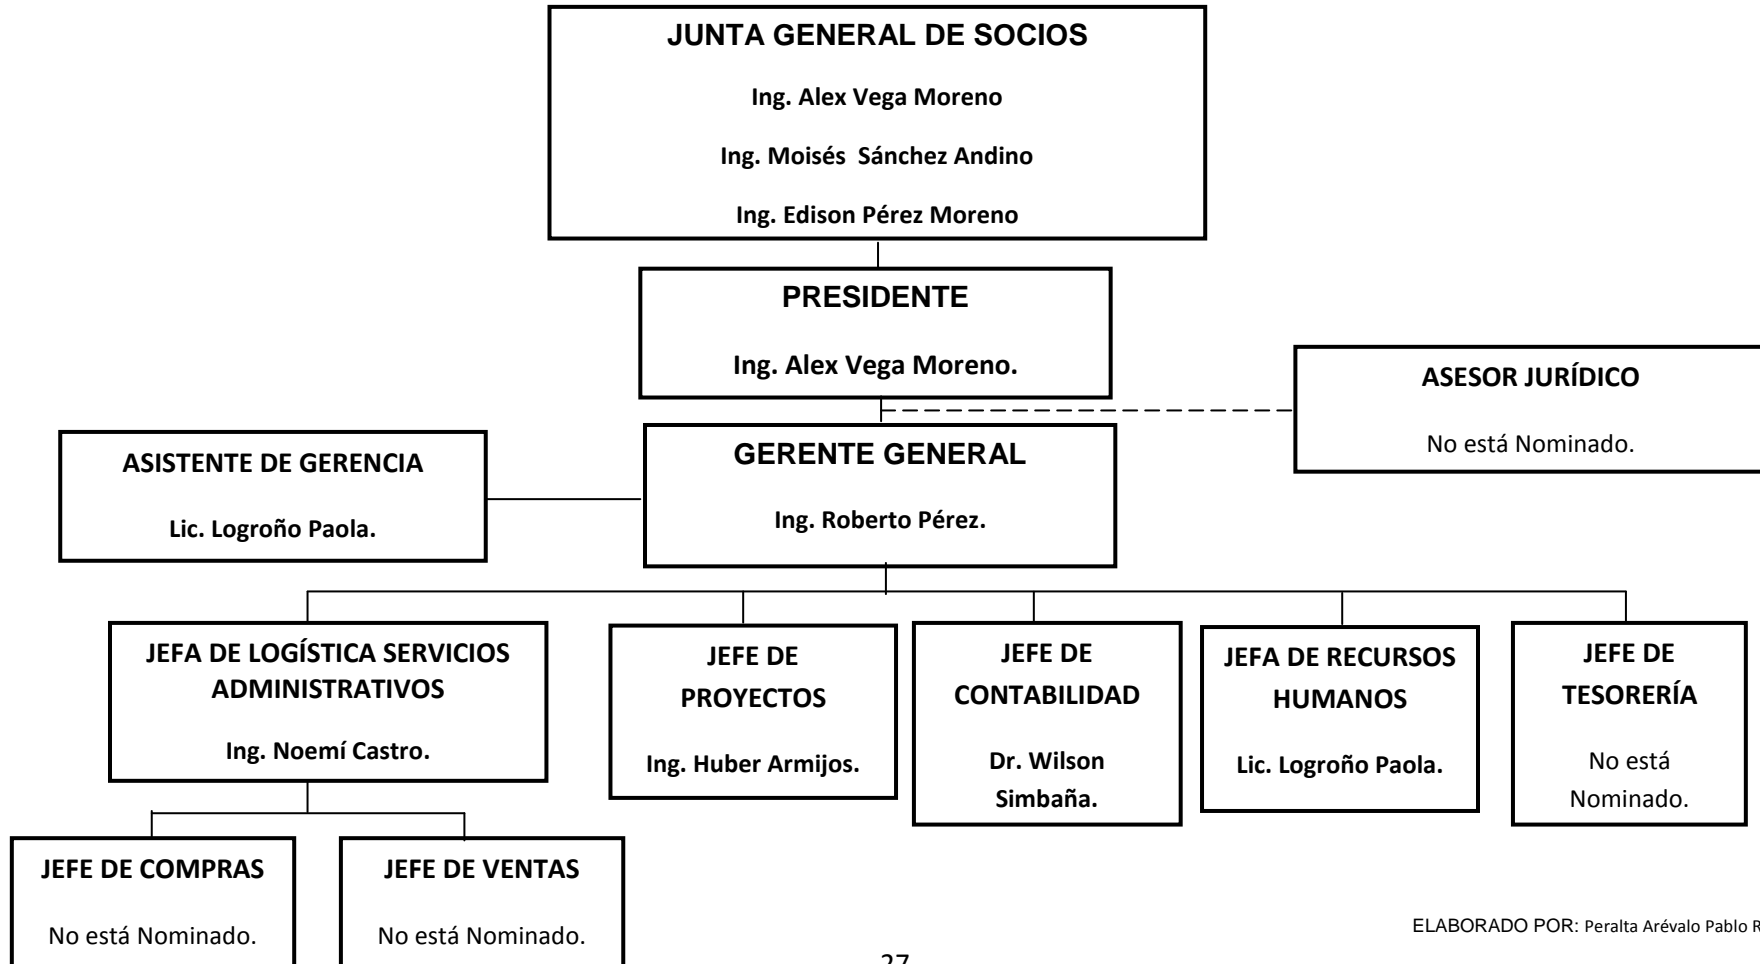 JUNTA GENERAL DE SOCIOS
Ing. Alex Vega Moreno
Ing. Moisés  Sánchez Andino
Ing. Edison Pérez Moreno
PRESIDENTE
Ing. Alex Vega Moreno.
ASESOR JURÍDICO
No está Nominado.
ASISTENTE DE GERENCIA
Lic. Logroño Paola.
GERENTE GENERAL
Ing. Roberto Pérez.
JEFA DE LOGÍSTICA SERVICIOS
ADMINISTRATIVOS
Ing. Noemí Castro.
JEFE DE
PROYECTOS
Ing. Huber Armijos.
JEFE DE
CONTABILIDAD
Dr. Wilson
Simbaña.
JEFA DE RECURSOS
HUMANOS
Lic. Logroño Paola.
JEFE DE
TESORERÍA
No está
Nominado.
JEFE DE COMPRAS
No está Nominado.
JEFE DE VENTAS
No está Nominado.
ELABORADO POR: Peralta Arévalo Pablo R
27